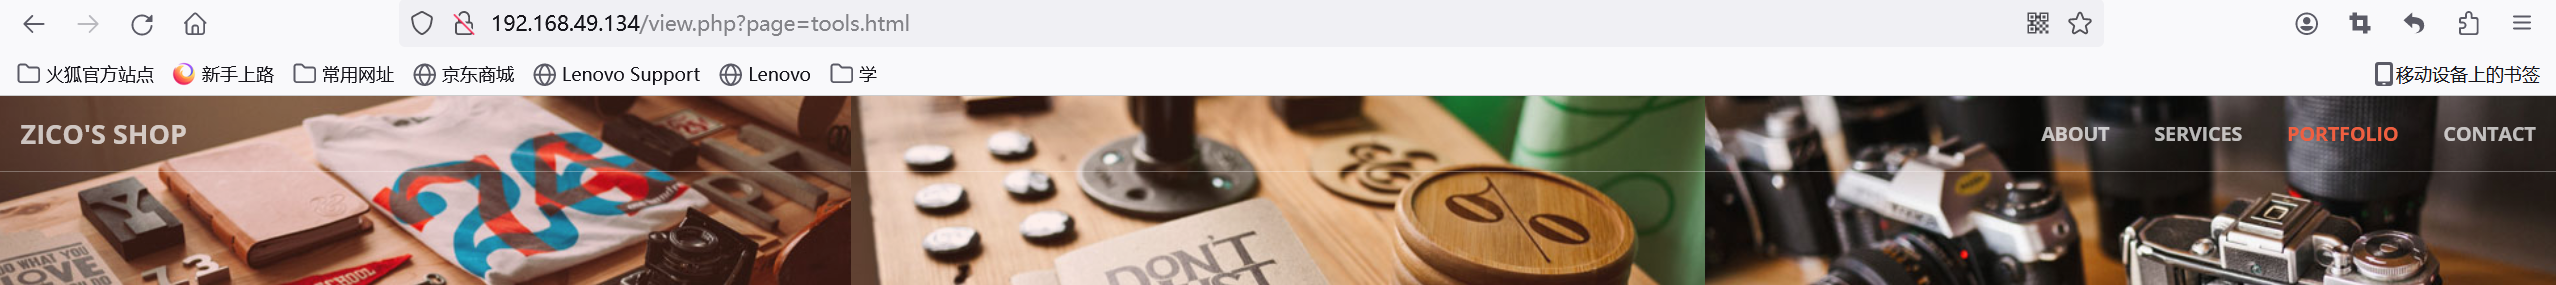 192.168.49.134/view.php?page=tools.html
火狐官方站点 新手上路 常用网址 京东商城 Lenovo Support Lenovo 学 移动设备上的书签
ZICO'S SHOP ABOUT SERVICES PORTFOLIO CONTACT
Y
DO WHAT YOU
LOVE
SCHOOL
DON'T